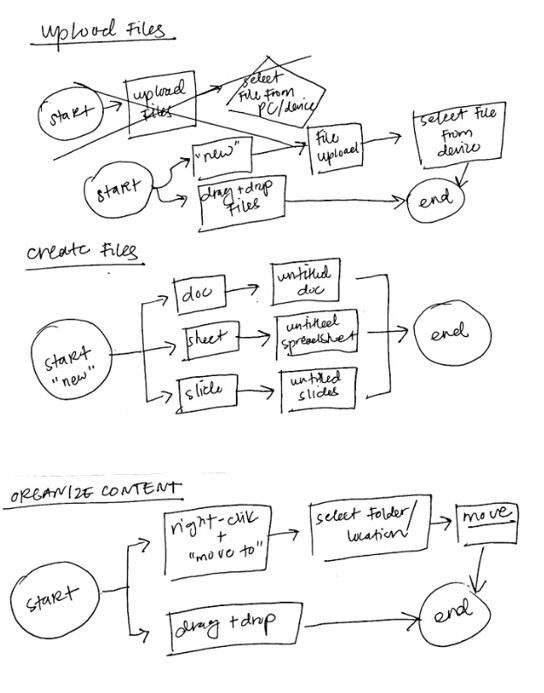 upload Files
start
upload
Files
select
File From
PC/device
start
"new"
File
upload
select File
From
device
drag + drop
Files
end
create Files
start
"new"
doc
untitled
doc
sheet
untitled
spreadsheet
slide
untitled
slides
end
ORGANIZE CONTENT
start
right-click
+
"move to"
select Folder/
location
move
drag + drop
end